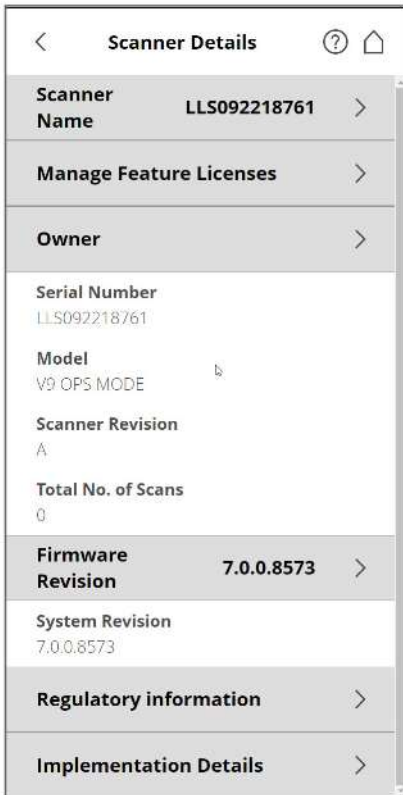 Scanner Details
Scanner
Name
LLS092218761
Manage Feature Licenses
Owner
Serial Number
LLS092218761
Model
V9 OPS MODE
Scanner Revision
A
Total No. of Scans
0
Firmware
Revision
7.0.0.8573
System Revision
7.0.0.8573
Regulatory information
Implementation Details